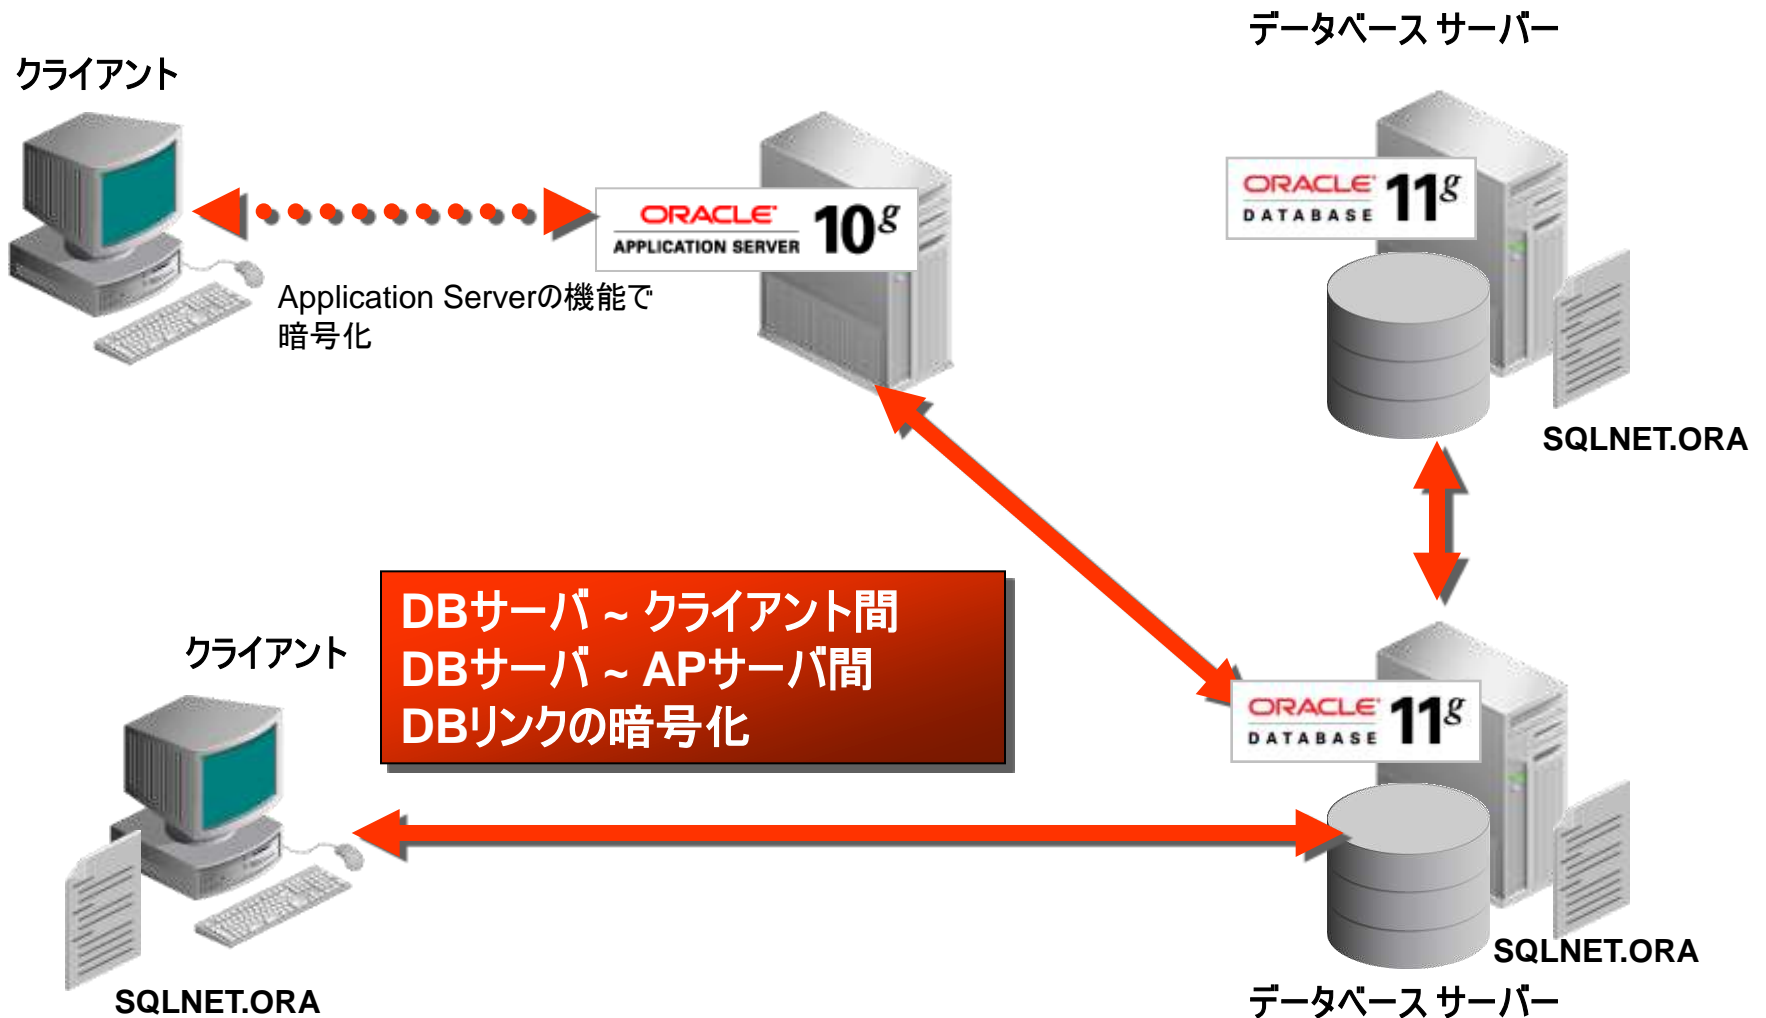 データベース サーバー
クライアント
ORACLE
DATABASE
11g
ORACLE
APPLICATION SERVER
10g
Application Serverの機能で
暗号化
SQLNET.ORA
DBサーバ ~ クライアント間
DBサーバ ~ APサーバ間
DBリンクの暗号化
クライアント
ORACLE
DATABASE
11g
SQLNET.ORA
SQLNET.ORA
データベース サーバー